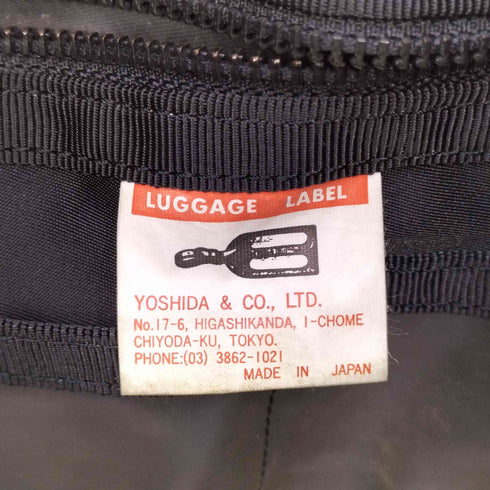 LUGGAGE LABEL
YOSHIDA & CO., LTD.
No.17-6, HIGASHIKANDA, 1-CHOME
CHIYODA-KU, TOKYO.
PHONE:(03) 3862-1021
MADE IN JAPAN